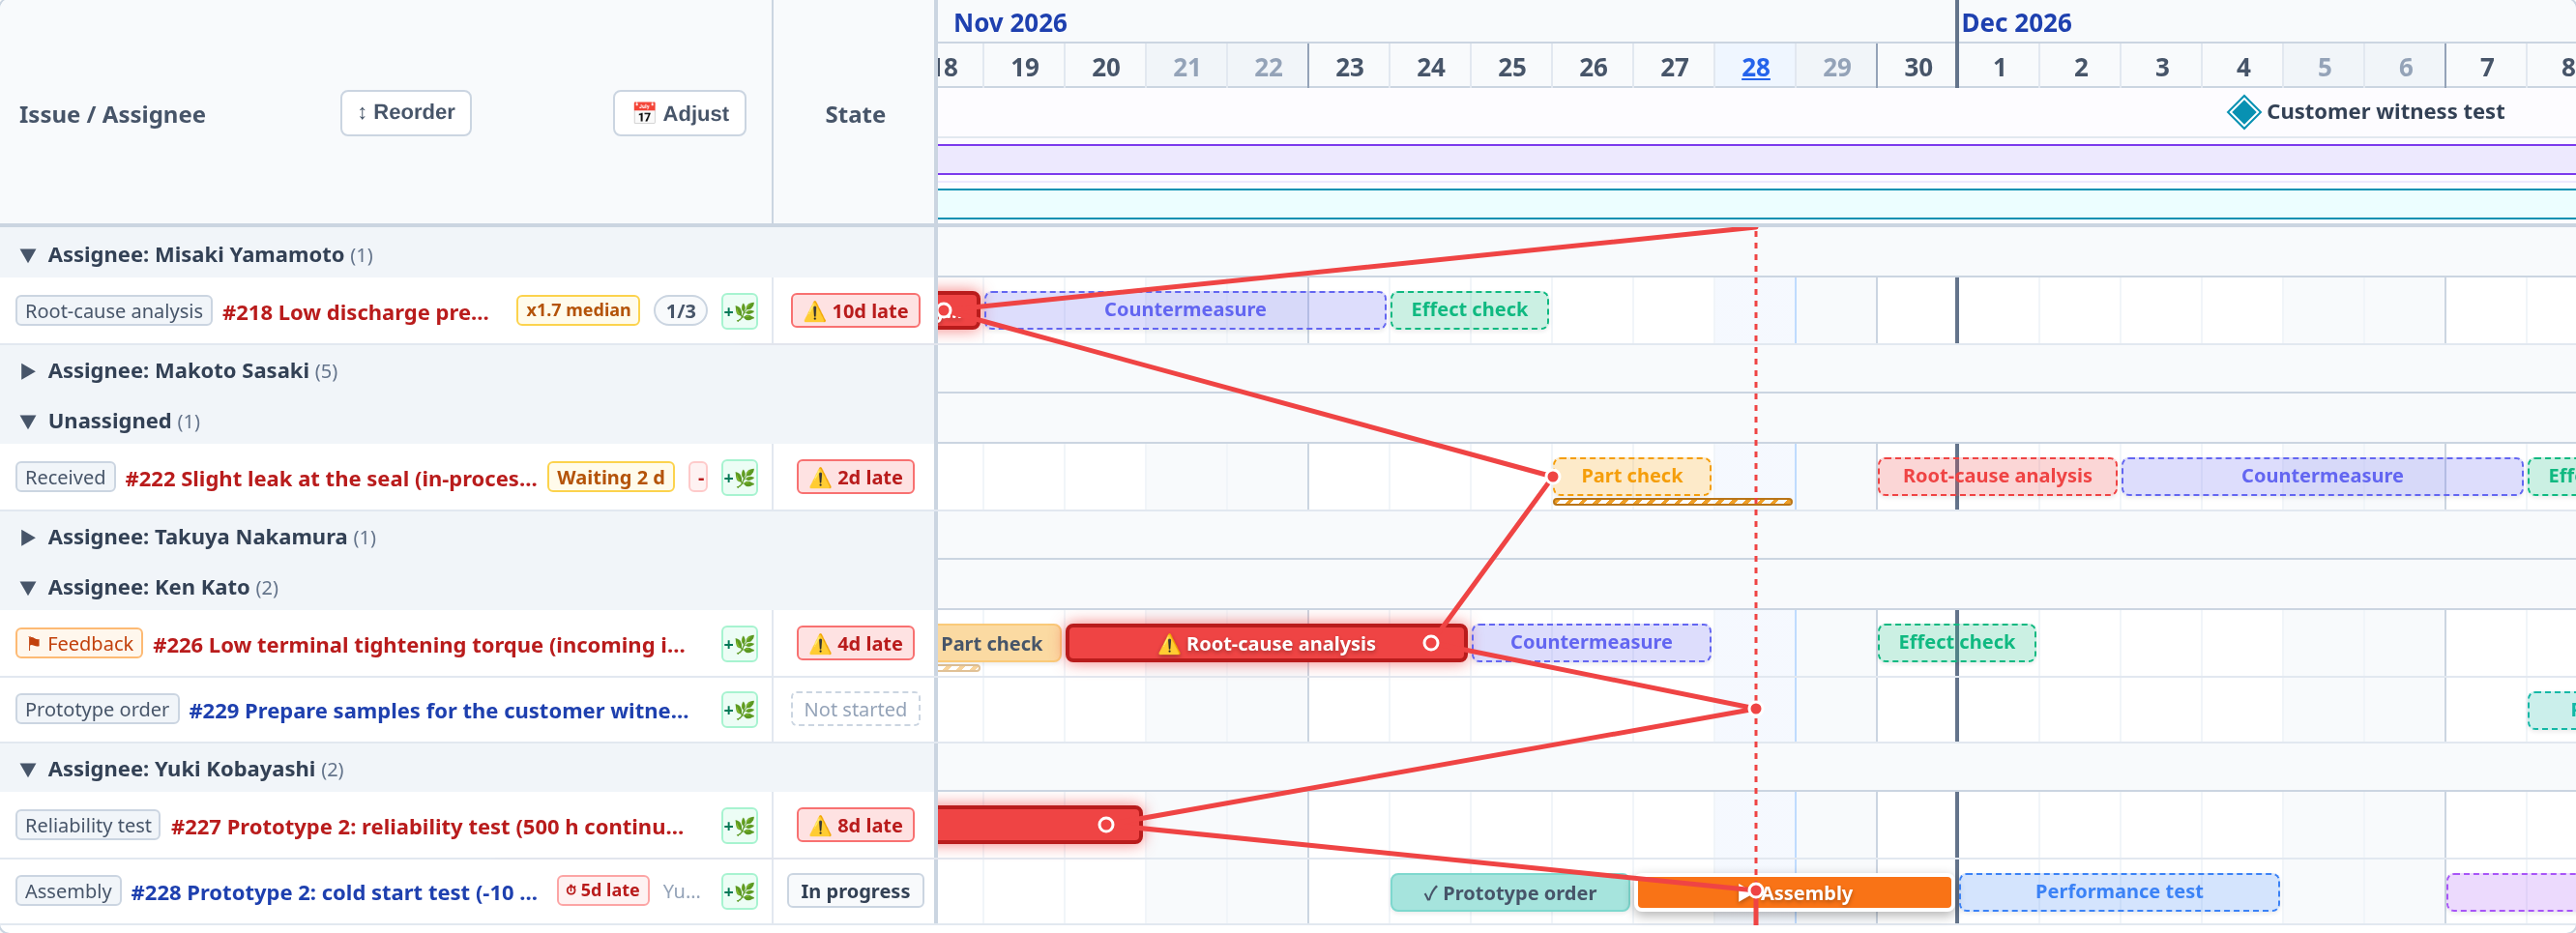 Nov 2026
Dec 2026
18 19 20 21 22 23 24 25 26 27 28 29 30 1 2 3 4 5 6 7 8
Issue / Assignee
↕ Reorder
📅 Adjust
State
Customer witness test
▼ Assignee: Misaki Yamamoto (1)
Root-cause analysis #218 Low discharge pre... x1.7 median 1/3 +🌿 ⚠️ 10d late
Countermeasure Effect check
▶ Assignee: Makoto Sasaki (5)
▼ Unassigned (1)
Received #222 Slight leak at the seal (in-proces... Waiting 2 d - +🌿 ⚠️ 2d late
Part check Root-cause analysis Countermeasure
▶ Assignee: Takuya Nakamura (1)
▼ Assignee: Ken Kato (2)
⚑ Feedback #226 Low terminal tightening torque (incoming i... +🌿 ⚠️ 4d late
Part check ⚠️ Root-cause analysis Countermeasure Effect check
Prototype order #229 Prepare samples for the customer witne... +🌿 Not started
▼ Assignee: Yuki Kobayashi (2)
Reliability test #227 Prototype 2: reliability test (500 h continu... +🌿 ⚠️ 8d late
Assembly #228 Prototype 2: cold start test (-10 ... ⏱ 5d late Yu... +🌿 In progress
✓ Prototype order ▶ Assembly Performance test